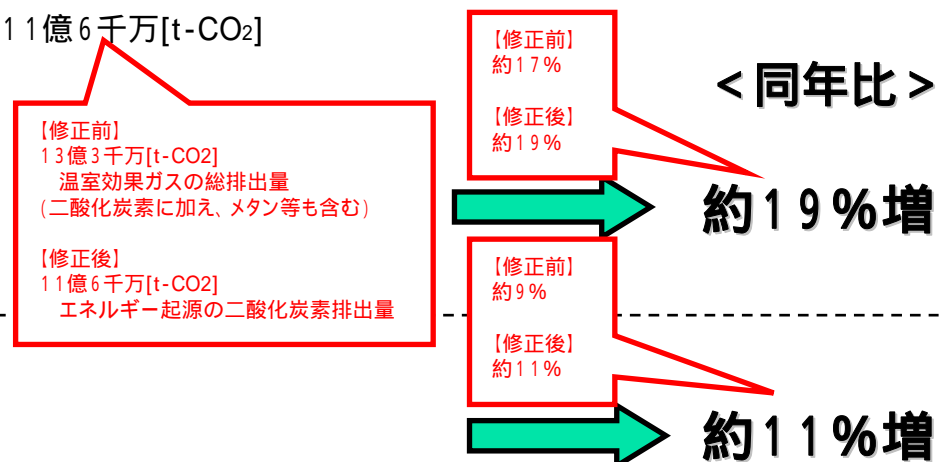 11億6千万[t-CO2]
【修正前】
13億3千万[t-CO2]
温室効果ガスの総排出量
(二酸化炭素に加え、メタン等も含む)
【修正後】
11億6千万[t-CO2]
エネルギー起源の二酸化炭素排出量
【修正前】
約17%
【修正後】
約19%
<同年比>
約19%増
【修正前】
約9%
【修正後】
約11%
約11%増